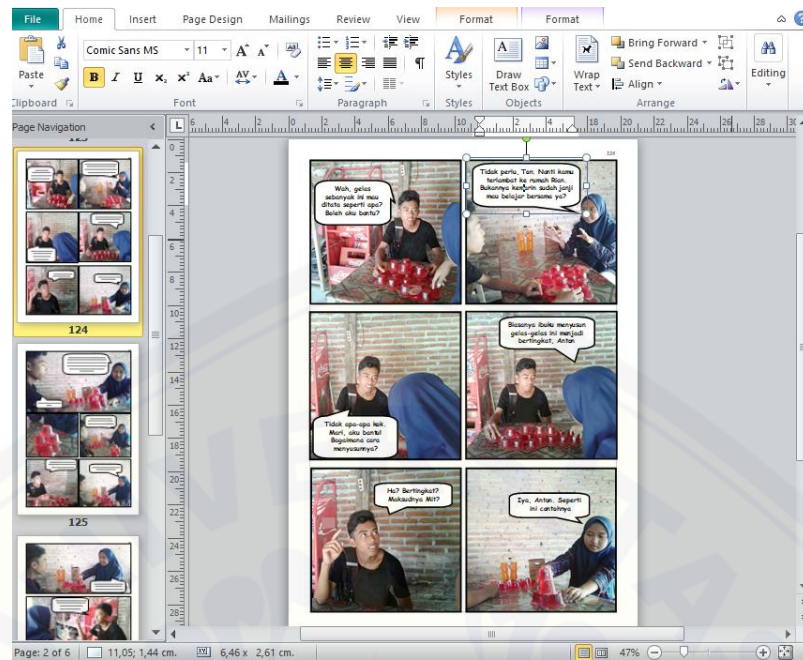 File Home Insert Page Design Mailings Review View Format Format
Comic Sans MS 11
Paste
B I U
Styles
Draw
Text Box
Wrap
Text
Bring Forward
Send Backward
Align
Editing
Clipboard Font Paragraph Styles Objects Arrange
Page Navigation
124
125
124
Wah, gelas
sebanyak ini mau
ditata seperti apa?
Boleh aku bantu?
Tidak perlu, Tan. Nanti kamu
terlambat ke rumah Rian.
Bukannya kemarin sudah janji
mau belajar bersama ya?
Tidak apa-apa kak.
Mari, aku bantu!
Bagaimana cara
menyusunnya?
Biasanya ibuku menyusun
gelas-gelas ini menjadi
bertingkat, Anton
Ha? Bertingkat?
Maksudnya Mit?
Iya, Anton. Seperti
ini contohnya
Page: 2 of 6 11,05; 1,44 cm. 6,46 x 2,61 cm. 47%